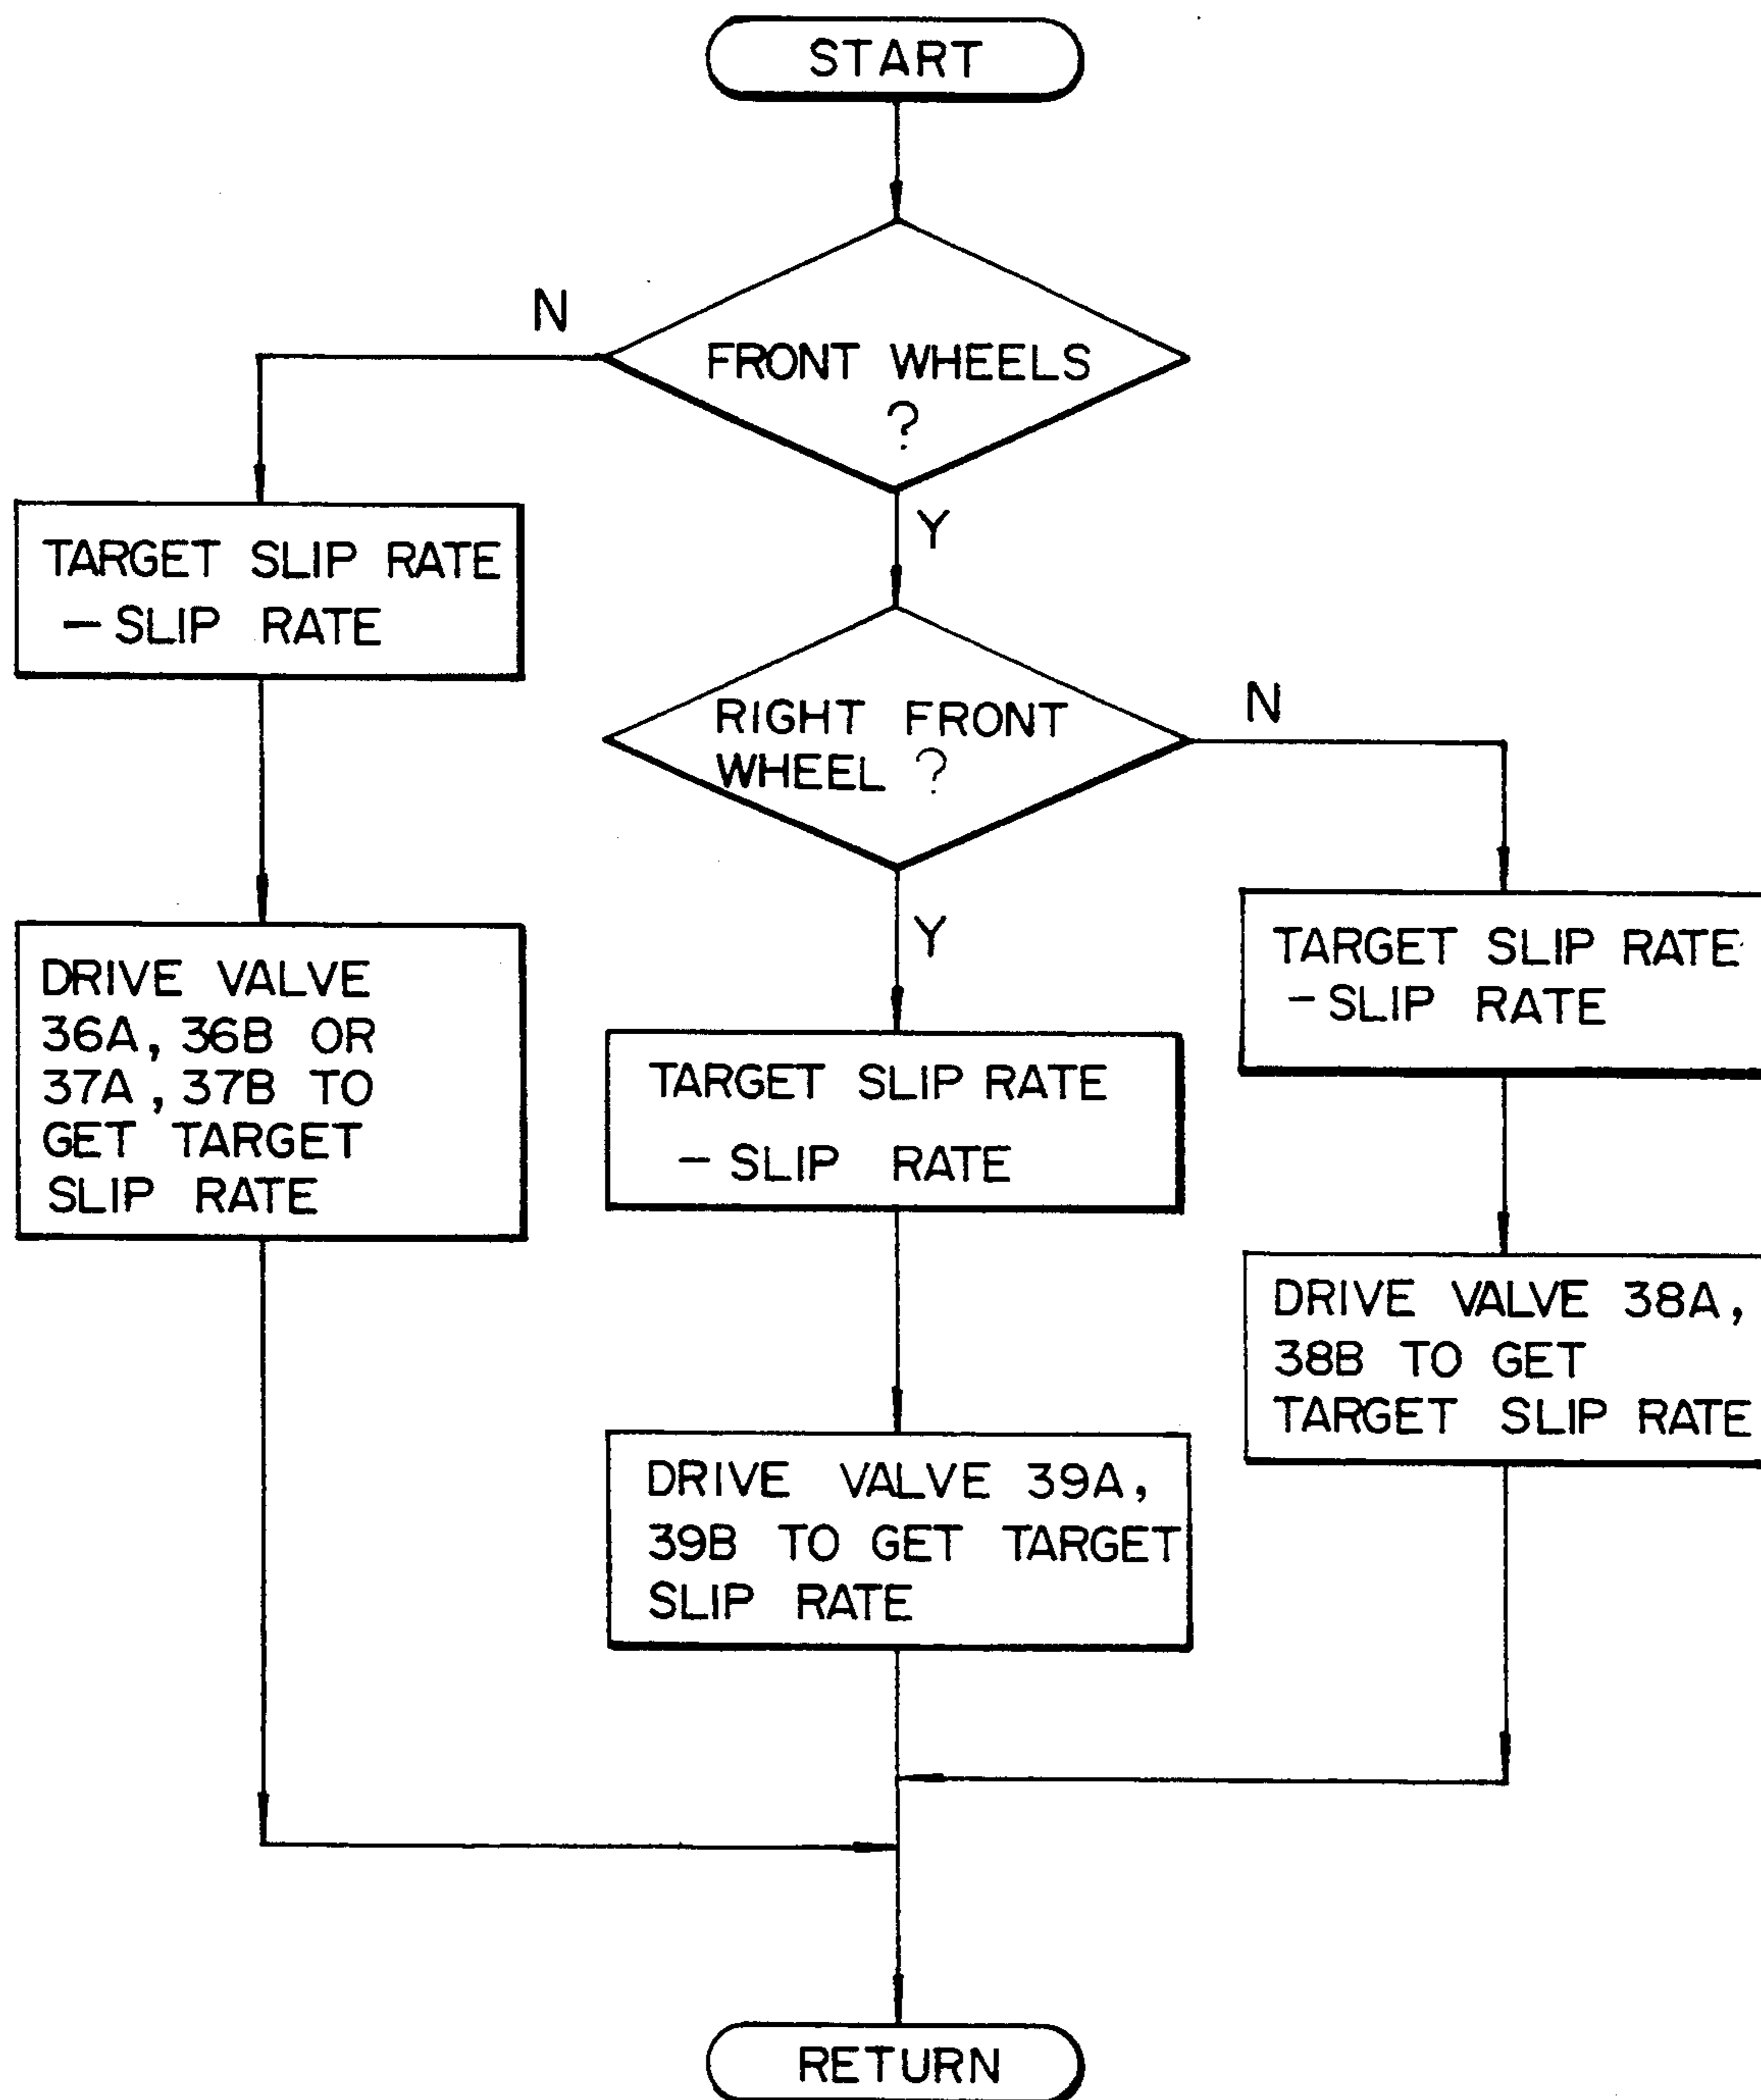 START
N
FRONT WHEELS
?
Y
TARGET SLIP RATE
— SLIP RATE
RIGHT FRONT
WHEEL ?
N
Y
DRIVE VALVE
36A, 36B OR
37A, 37B TO
GET TARGET
SLIP RATE
TARGET SLIP RATE
— SLIP RATE
TARGET SLIP RATE
— SLIP RATE
DRIVE VALVE 39A,
39B TO GET TARGET
SLIP RATE
DRIVE VALVE 38A,
38B TO GET
TARGET SLIP RATE
RETURN